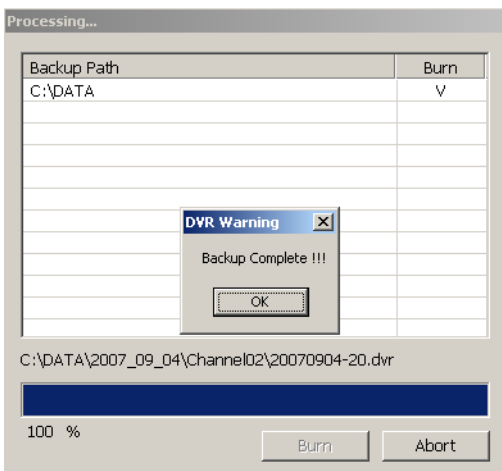 Processing...
Backup Path Burn
C:\DATA V
DVR Warning
Backup Complete !!!
OK
C:\DATA\2007_09_04\Channel02\20070904-20.dvr
100 %
Burn Abort